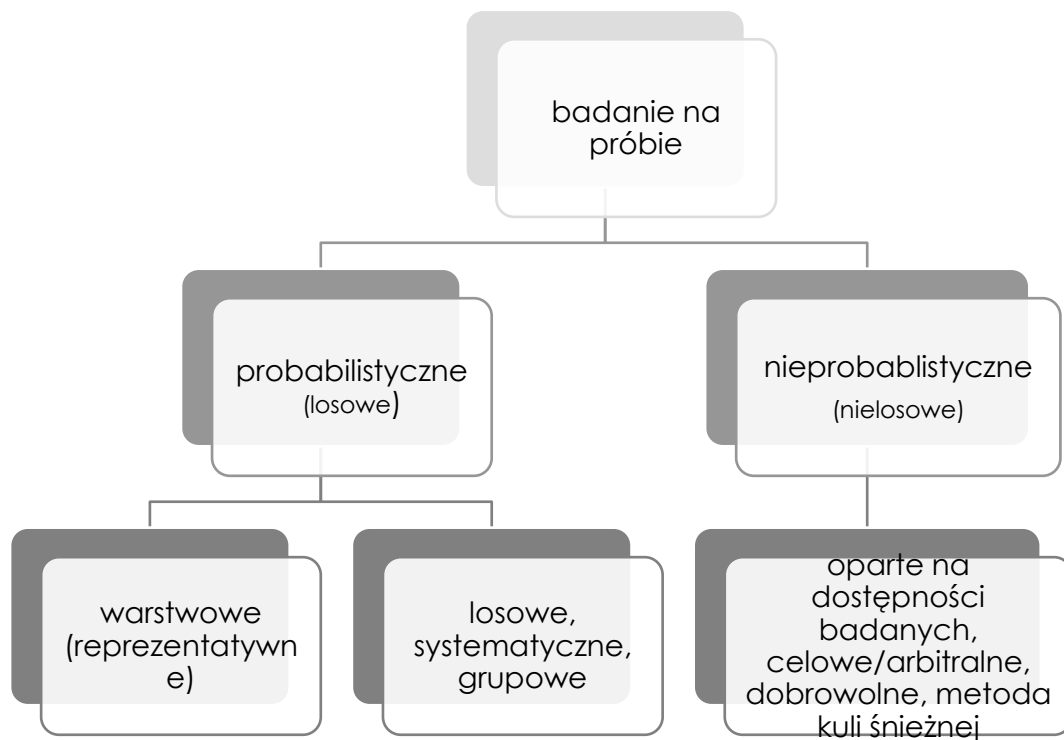 badanie na
próbie
probabilistyczne
(losowe)
nieprobablistyczne
(nielosowe)
warstwowe
(reprezentatywn
e)
losowe,
systematyczne,
grupowe
oparte na
dostępności
badanych,
celowe/arbitralne,
dobrowolne, metoda
kuli śnieżnej